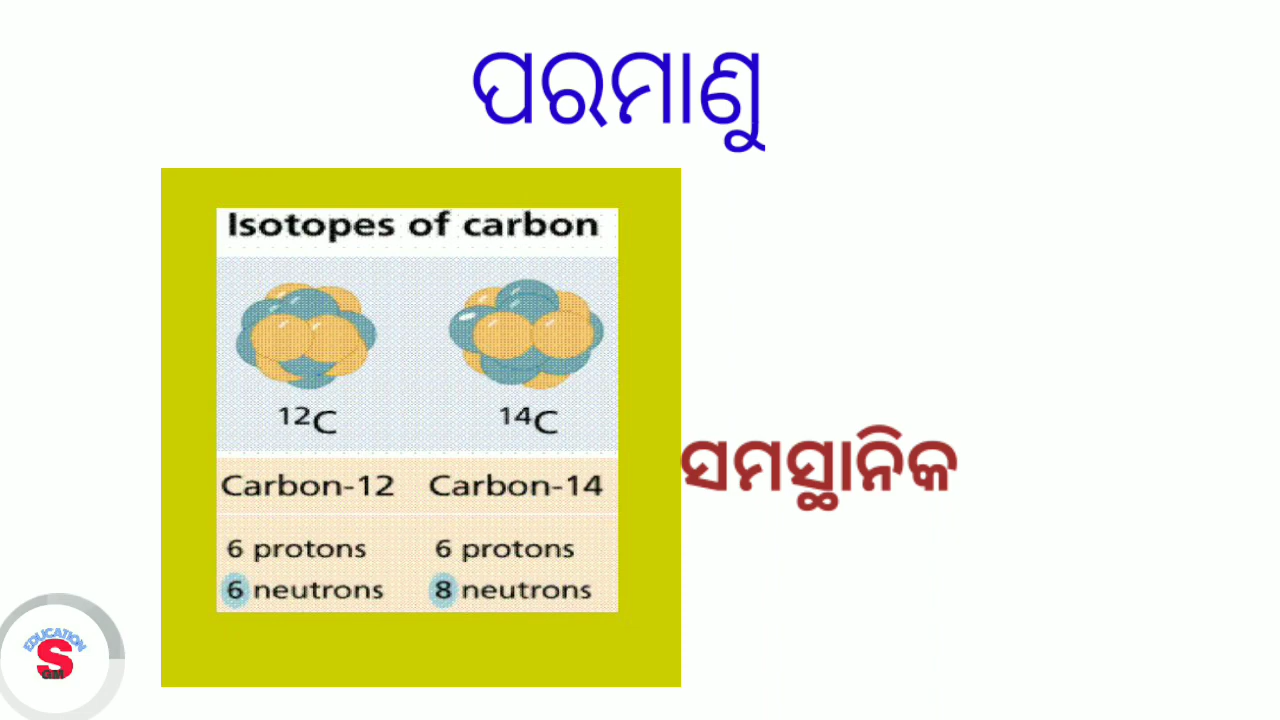 ପରମାଣୁ
Isotopes of carbon
¹²C ¹⁴C
Carbon-12 Carbon-14
6 protons 6 protons
6 neutrons 8 neutrons
ସମସ୍ଥାନିକ
EDUCATION
S
GM